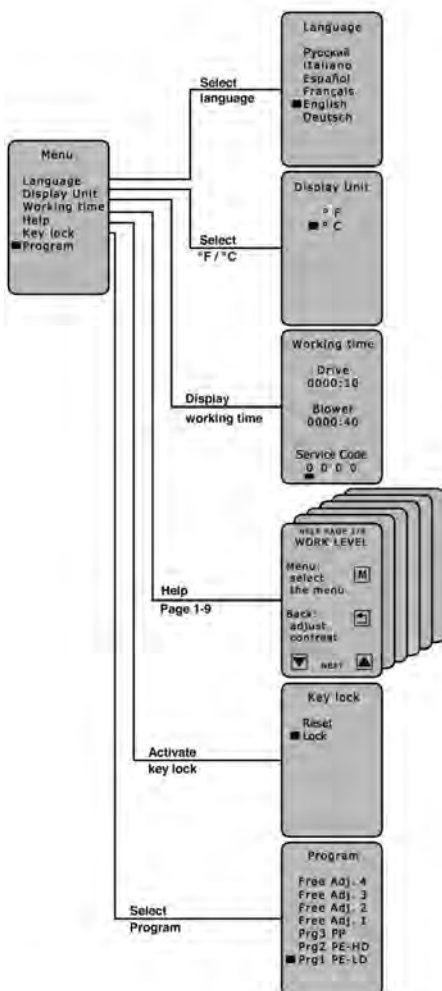 Menu
Language
Display Unit
Working time
Help
Key lock
Program
Select
language
Language
Русский
Italiano
Español
Français
English
Deutsch
Select
°F / °C
Display Unit
° F
° C
Display
working time
Working time
Drive
0000:10
Blower
0000:40
Service Code
0 0 0 0
Help
Page 1-9
HELP PAGE
WORK LEVEL
Menu:
select
the menu
M
Back:
adjust
contrast
NEXT
Activate
key lock
Key lock
Reset
Lock
Select
Program
Program
Free Adj. 4
Free Adj. 3
Free Adj. 2
Free Adj. 1
Prg3 PP
Prg2 PE-HD
Prg1 PE-LD